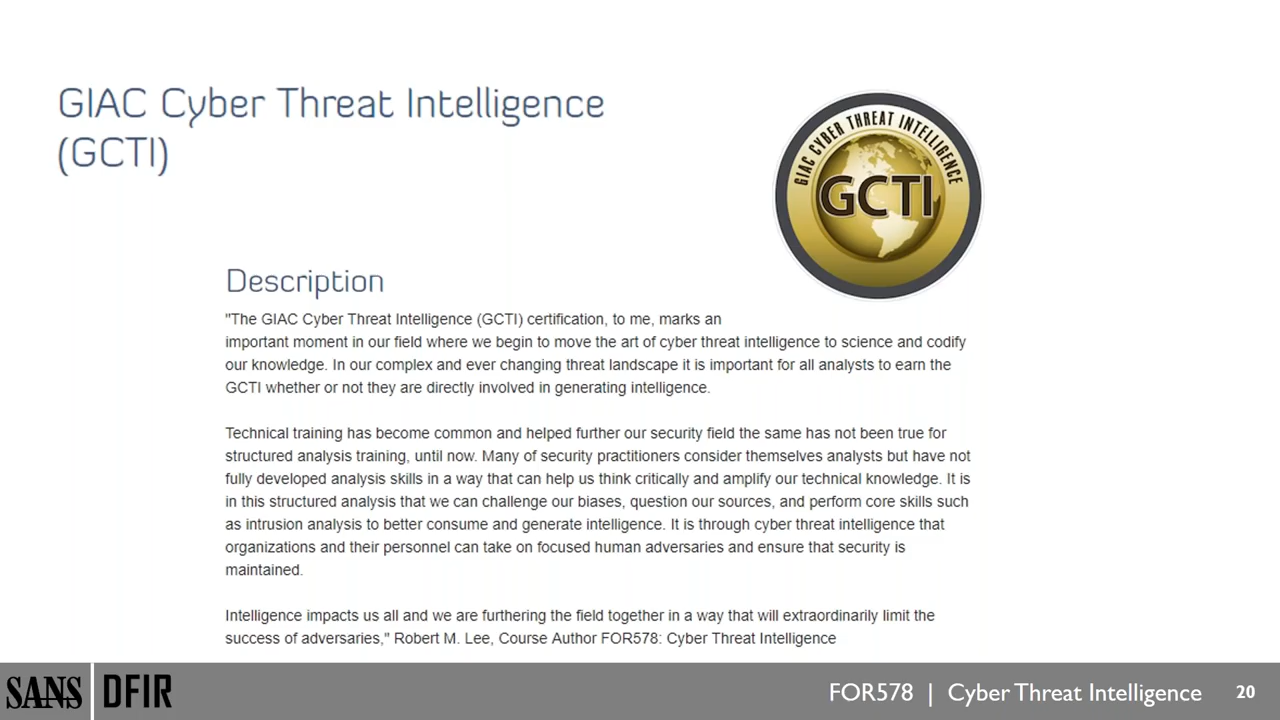 GIAC Cyber Threat Intelligence
(GCTI)
GIAC CYBER THREAT INTELLIGENCE
GCTI
Description
"The GIAC Cyber Threat Intelligence (GCTI) certification, to me, marks an
important moment in our field where we begin to move the art of cyber threat intelligence to science and codify
our knowledge. In our complex and ever changing threat landscape it is important for all analysts to earn the
GCTI whether or not they are directly involved in generating intelligence.
Technical training has become common and helped further our security field the same has not been true for
structured analysis training, until now. Many of security practitioners consider themselves analysts but have not
fully developed analysis skills in a way that can help us think critically and amplify our technical knowledge. It is
in this structured analysis that we can challenge our biases, question our sources, and perform core skills such
as intrusion analysis to better consume and generate intelligence. It is through cyber threat intelligence that
organizations and their personnel can take on focused human adversaries and ensure that security is
maintained.
Intelligence impacts us all and we are furthering the field together in a way that will extraordinarily limit the
success of adversaries," Robert M. Lee, Course Author FOR578: Cyber Threat Intelligence
SANS DFIR
FOR578 | Cyber Threat Intelligence 20